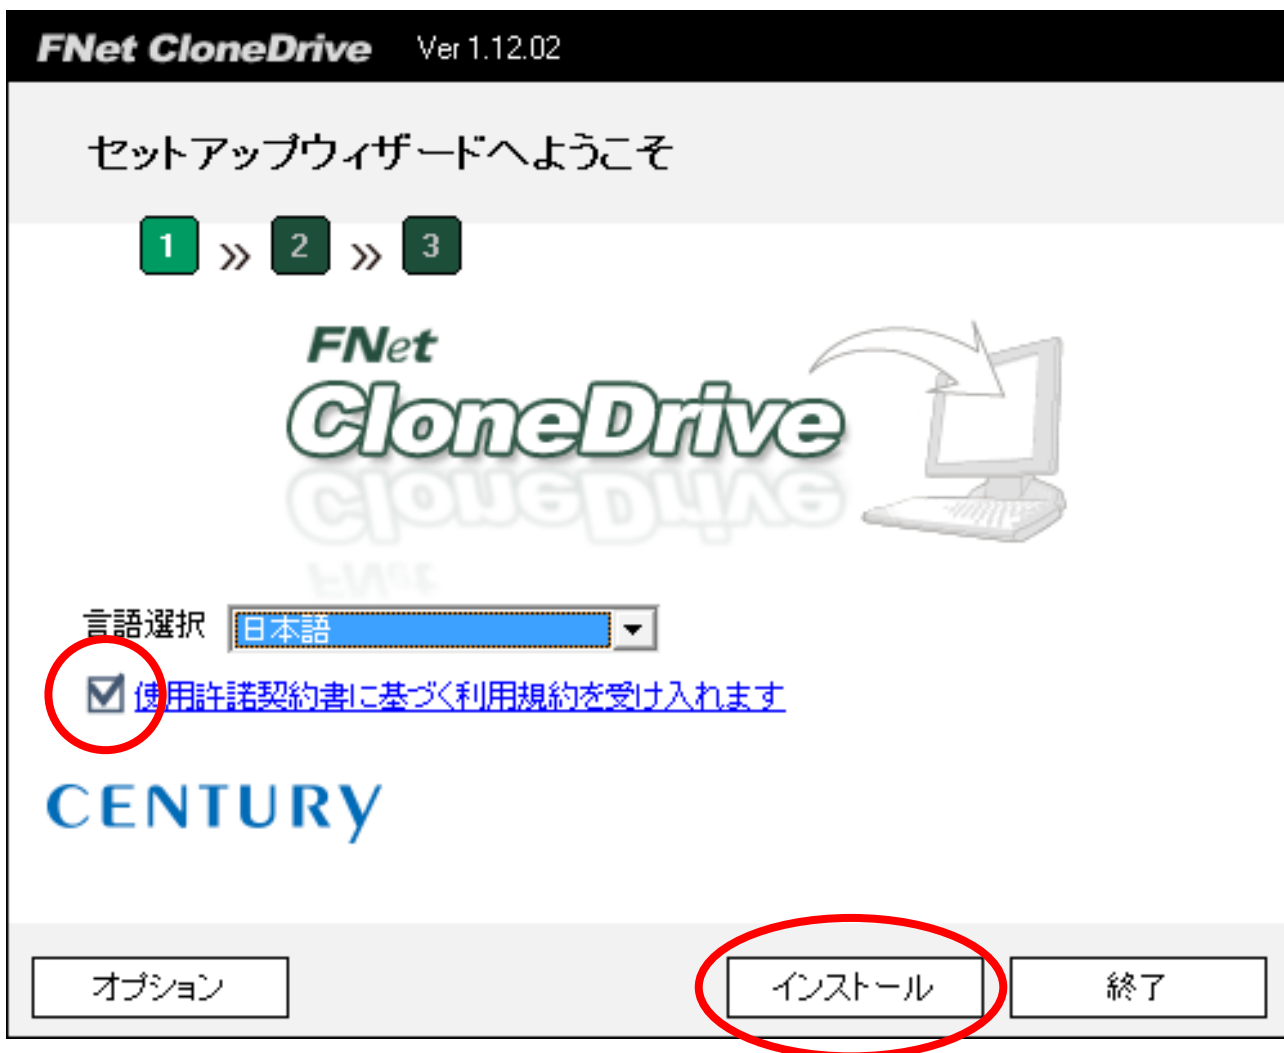 FNet CloneDrive Ver 1.12.02
セットアップウィザードへようこそ
1 » 2 » 3
FNet
CloneDrive
言語選択 日本語
使用許諾契約書に基づく利用規約を受け入れます
CENTURY
オプション インストール 終了